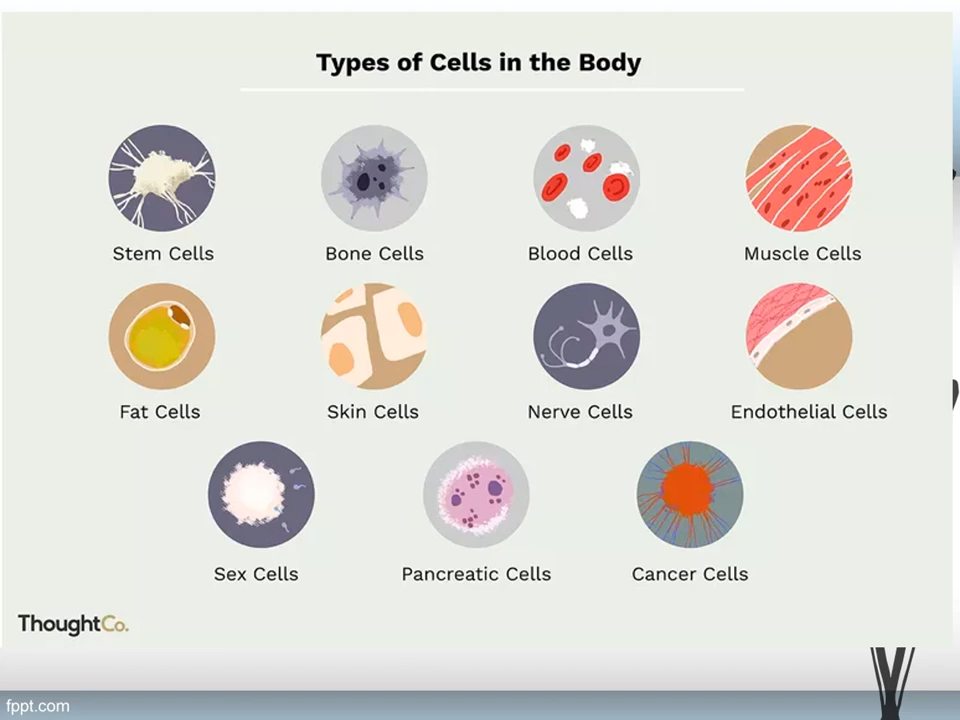 Types of Cells in the Body
Stem Cells
Bone Cells
Blood Cells
Muscle Cells
Fat Cells
Skin Cells
Nerve Cells
Endothelial Cells
Sex Cells
Pancreatic Cells
Cancer Cells
ThoughtCo.
fppt.com